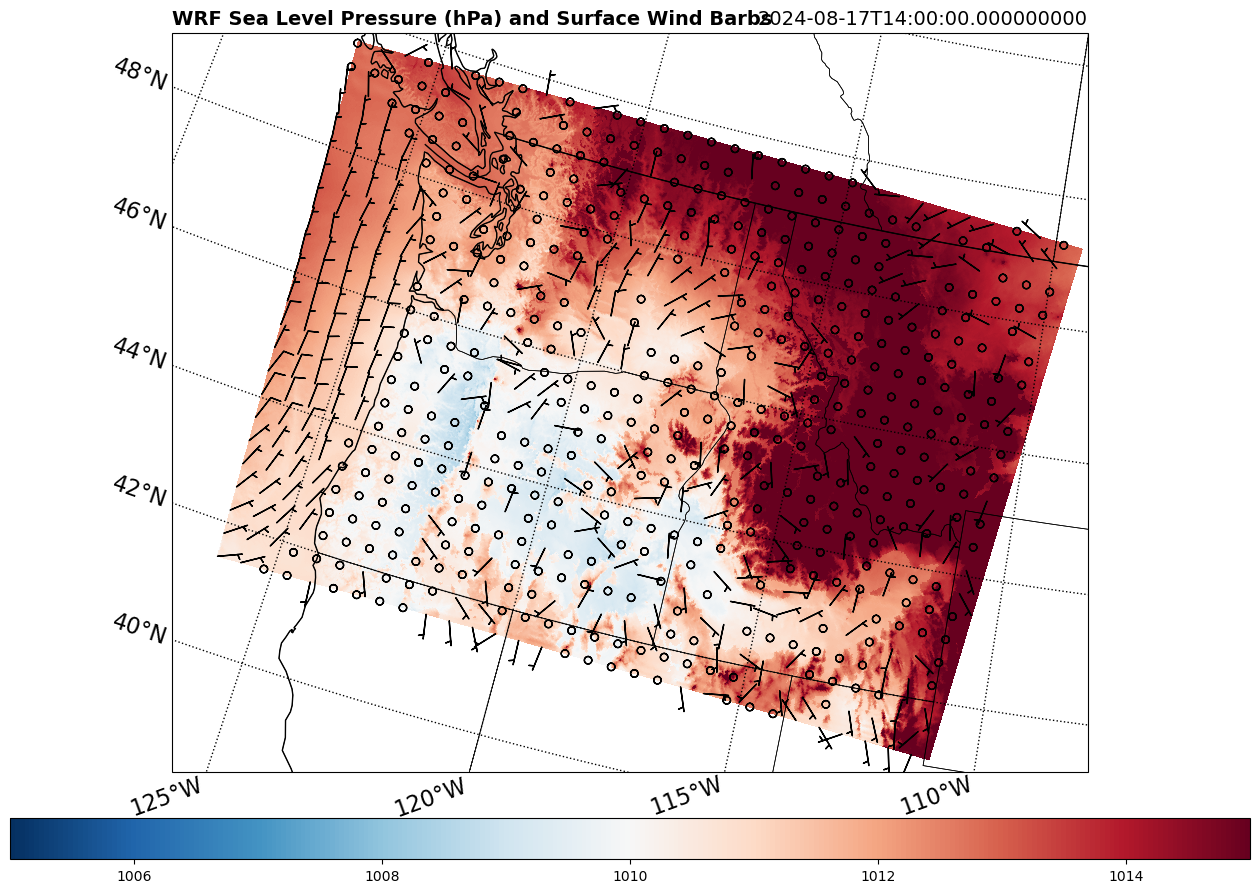 WRF Sea Level Pressure (hPa) and Surface Wind Barbs
2024-08-17T14:00:00.000000000
48°N
46°N
44°N
42°N
40°N
125°W
120°W
115°W
110°W
1006
1008
1010
1012
1014